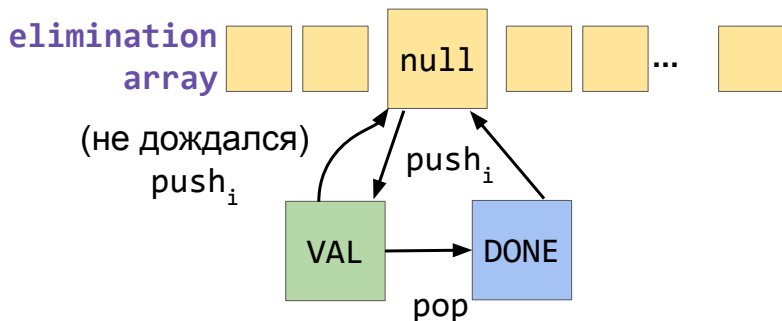 elimination
array
null
...
(не дождался)
push_i
push_i
VAL
DONE
pop